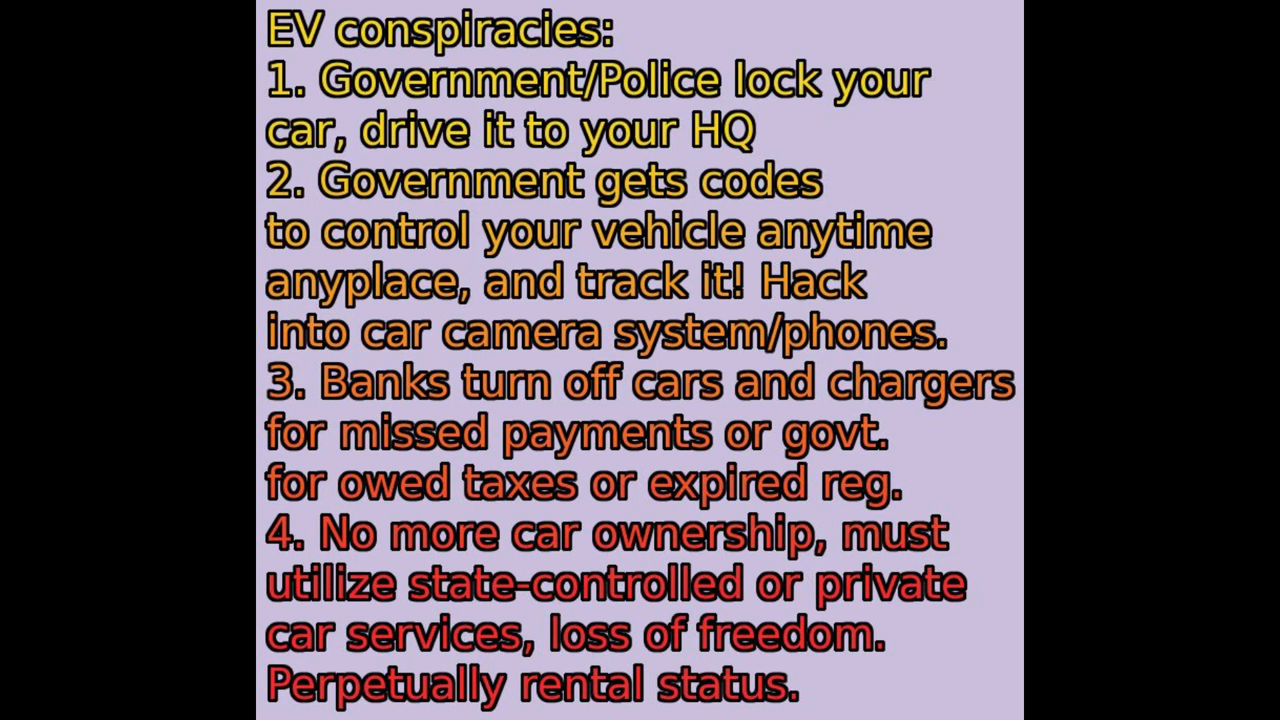 EV conspiracies:
1. Government/Police lock your
car, drive it to your HQ
2. Government gets codes
to control your vehicle anytime
anyplace, and track it! Hack
into car camera system/phones.
3. Banks turn off cars and chargers
for missed payments or govt.
for owed taxes or expired reg.
4. No more car ownership, must
utilize state-controlled or private
car services, loss of freedom.
Perpetually rental status.